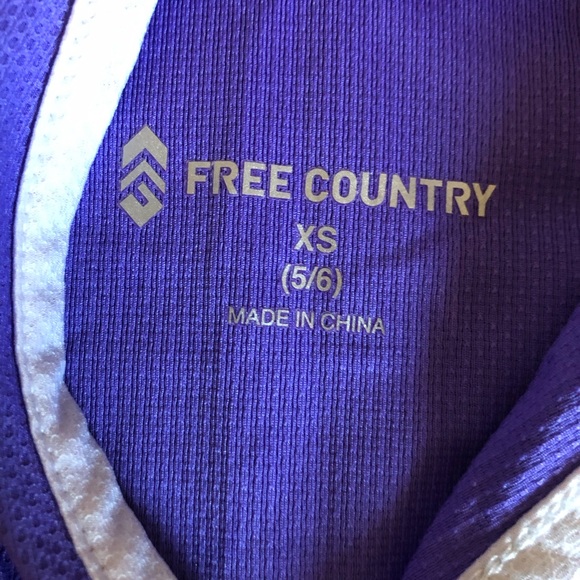 FREE COUNTRY
XS
(5/6)
MADE IN CHINA